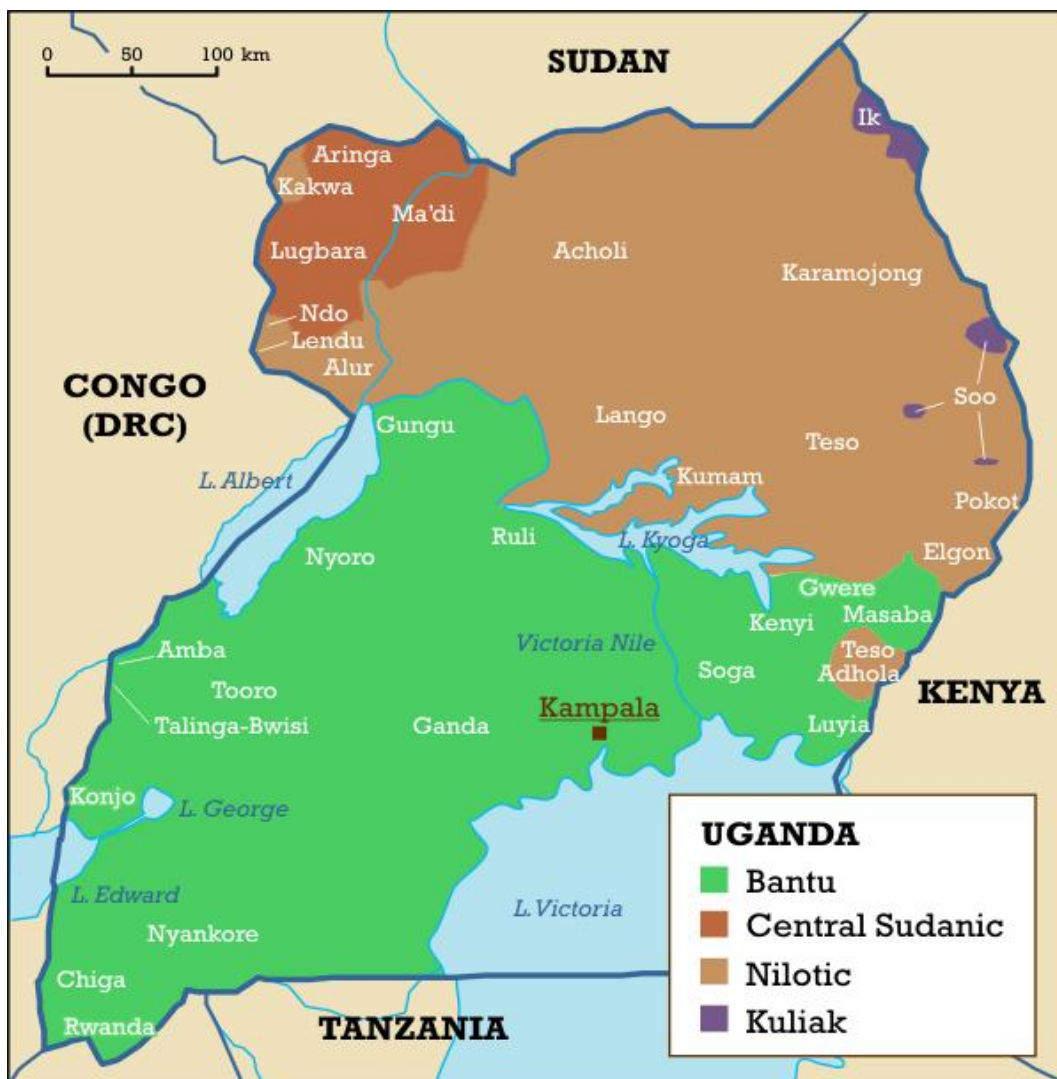 0 50 100 km
SUDAN
Ik
Aringa
Kakwa
Ma'di
Lugbara
Acholi
Karamojong
Ndo
Lendu
Alur
CONGO
(DRC)
Soo
Gungu
Lango
Teso
L. Albert
Kumam
Pokot
Ruli
L. Kyoga
Nyoro
Elgon
Gwere
Kenyi
Masaba
Amba
Victoria Nile
Teso
Adhola
Soga
Tooro
KENYA
Talinga-Bwisi
Ganda
Kampala
Luyia
Konjo
L. George
UGANDA
Bantu
Central Sudanic
Nilotic
Kuliak
L. Edward
L. Victoria
Nyankore
Chiga
Rwanda
TANZANIA